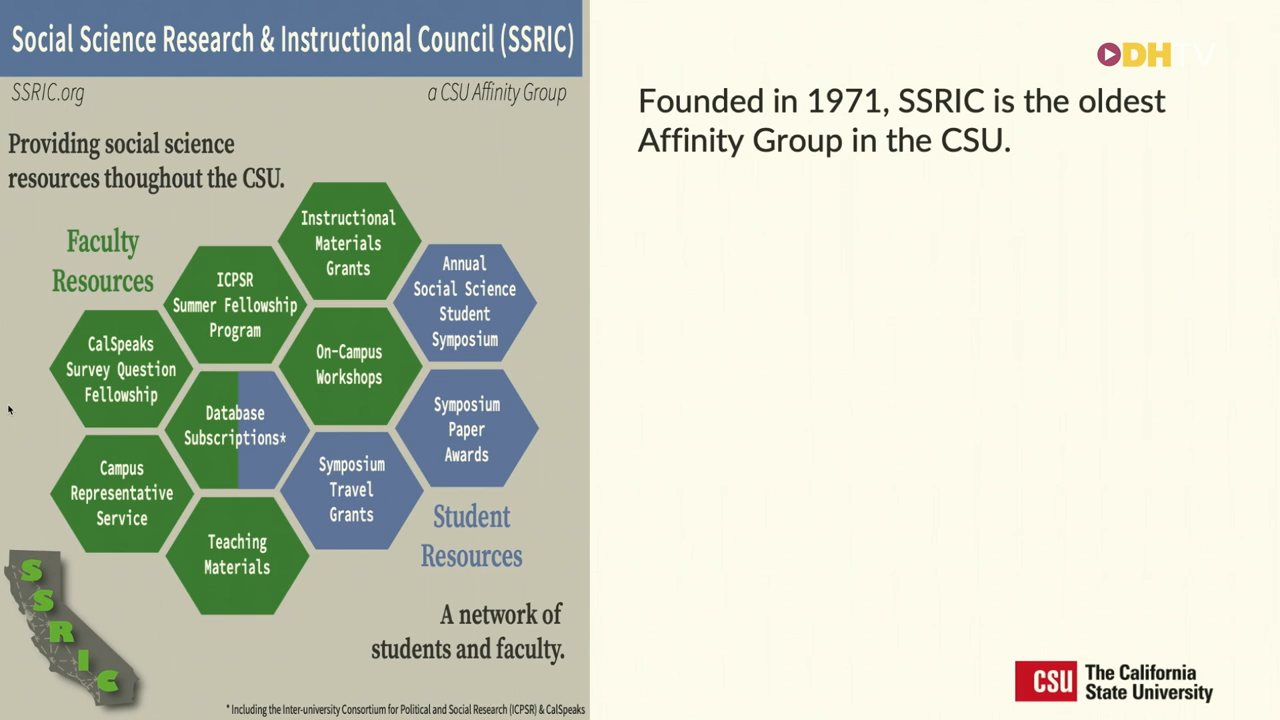 Social Science Research & Instructional Council (SSRIC)
SSRIC.org
a CSU Affinity Group
Providing social science
resources thoughout the CSU.
Faculty
Resources
Instructional
Materials
Grants
ICPSR
Summer Fellowship
Program
Annual
Social Science
Student
Symposium
CalSpeaks
Survey Question
Fellowship
On-Campus
Workshops
Database
Subscriptions*
Symposium
Paper
Awards
Campus
Representative
Service
Symposium
Travel
Grants
Teaching
Materials
Student
Resources
A network of
students and faculty.
SSRIC
* Including the Inter-university Consortium for Political and Social Research (ICPSR) & CalSpeaks
DHTV
Founded in 1971, SSRIC is the oldest
Affinity Group in the CSU.
CSU
The California
State University